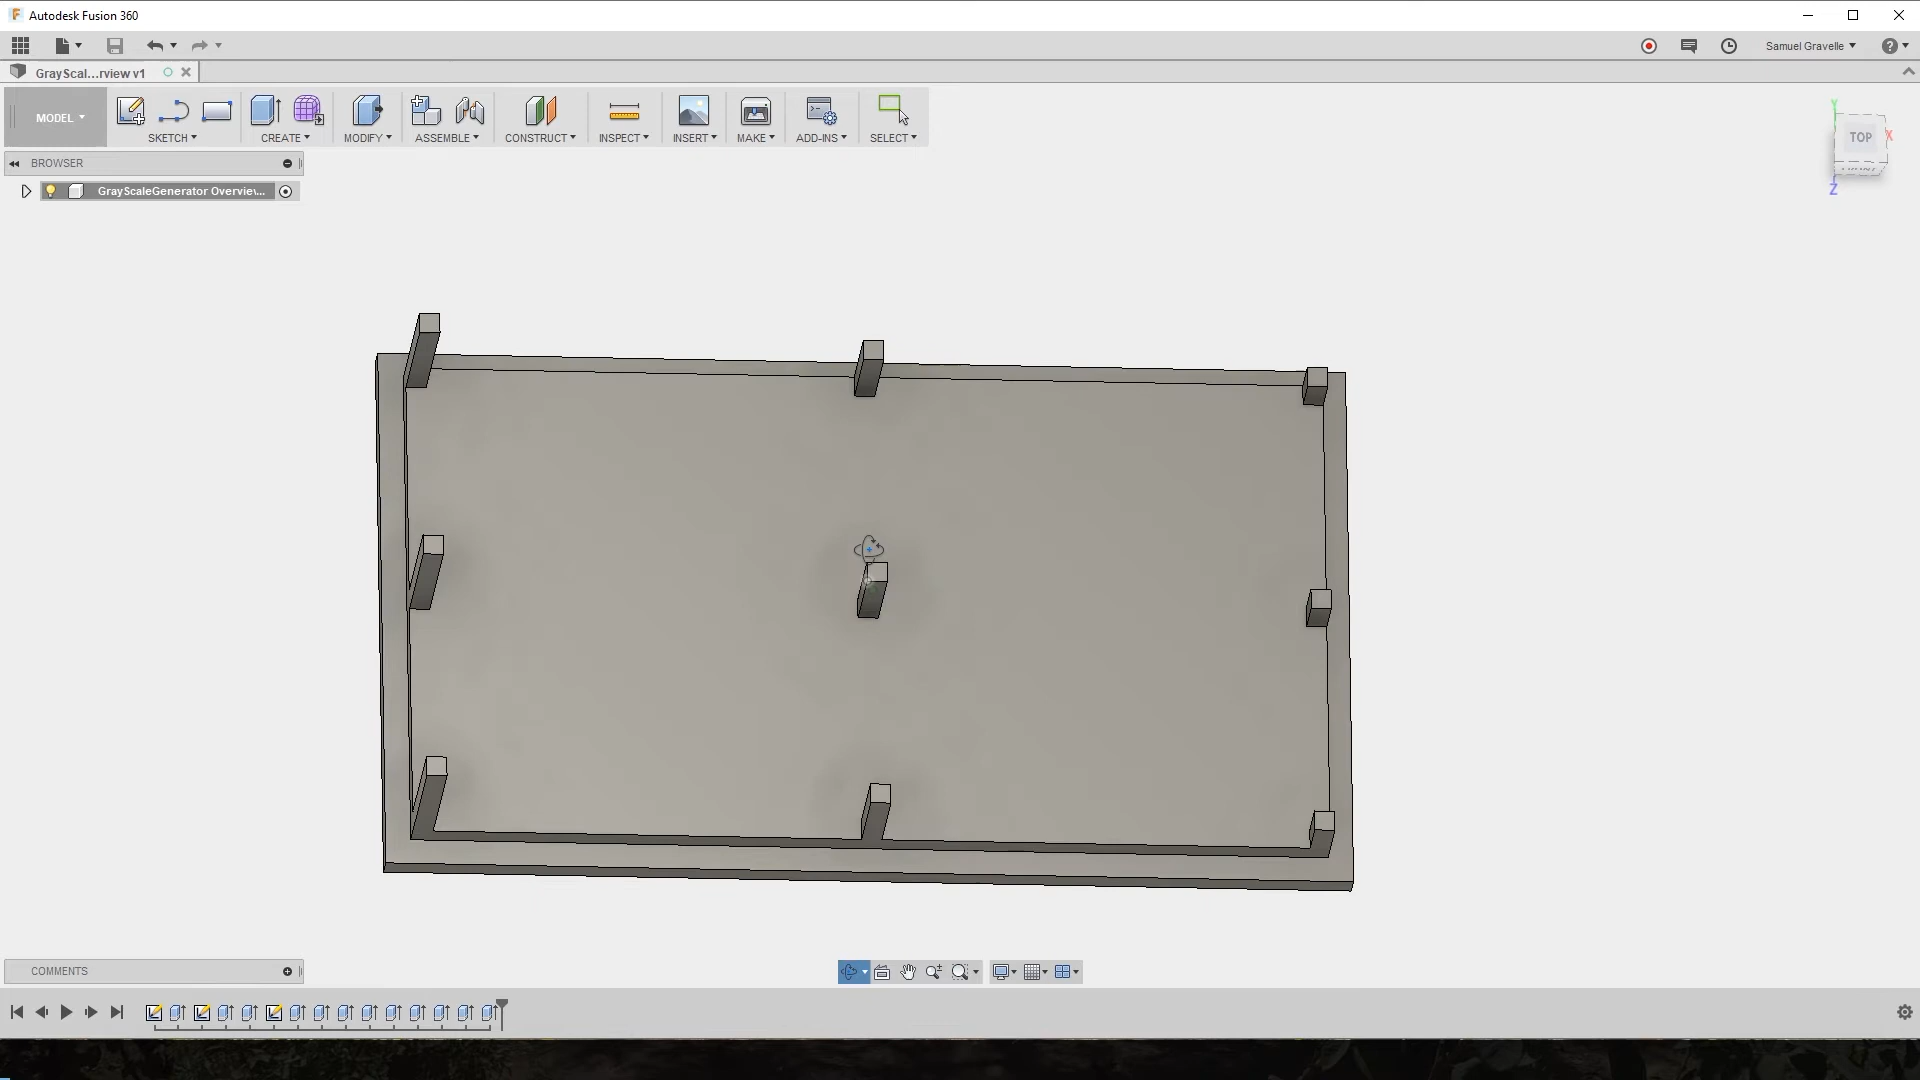 Autodesk Fusion 360
Samuel Gravelle
GrayScal...rview v1
MODEL
SKETCH
CREATE
MODIFY
ASSEMBLE
CONSTRUCT
INSPECT
INSERT
MAKE
ADD-INS
SELECT
Y
TOP
X
Z
BROWSER
GrayScaleGenerator Overvie...
COMMENTS